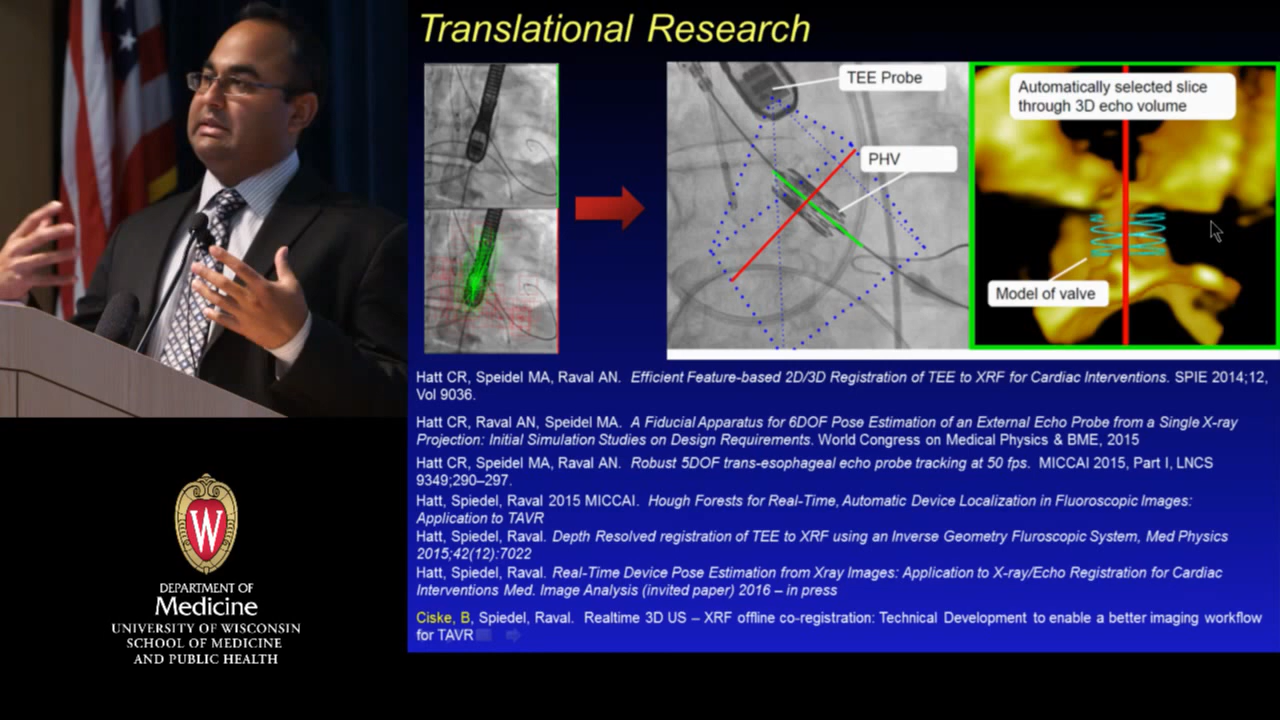 Translational Research
TEE Probe
PHV
Automatically selected slice
through 3D echo volume
Model of valve
Hatt CR, Speidel MA, Raval AN. Efficient Feature-based 2D/3D Registration of TEE to XRF for Cardiac Interventions. SPIE 2014;12,
Vol 9036.
Hatt CR, Raval AN, Speidel MA. A Fiducial Apparatus for 6DOF Pose Estimation of an External Echo Probe from a Single X-ray
Projection: Initial Simulation Studies on Design Requirements. World Congress on Medical Physics & BME, 2015
Hatt CR, Speidel MA, Raval AN. Robust 5DOF trans-esophageal echo probe tracking at 50 fps. MICCAI 2015, Part I, LNCS
9349;290–297.
Hatt, Spiedel, Raval 2015 MICCAI. Hough Forests for Real-Time, Automatic Device Localization in Fluoroscopic Images:
Application to TAVR
Hatt, Spiedel, Raval. Depth Resolved registration of TEE to XRF using an Inverse Geometry Fluroscopic System, Med Physics
2015;42(12):7022
Hatt, Spiedel, Raval. Real-Time Device Pose Estimation from Xray Images: Application to X-ray/Echo Registration for Cardiac
Interventions Med. Image Analysis (invited paper) 2016 – in press
Ciske, B, Spiedel, Raval. Realtime 3D US – XRF offline co-registration: Technical Development to enable a better imaging workflow
for TAVR
W
DEPARTMENT OF
Medicine
UNIVERSITY OF WISCONSIN
SCHOOL OF MEDICINE
AND PUBLIC HEALTH